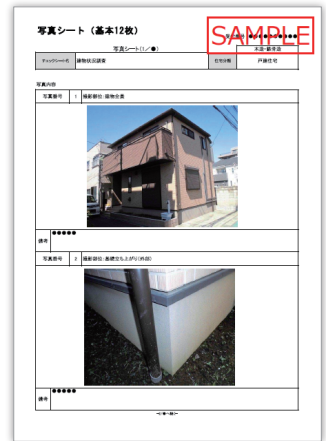 写真シート（基本12枚）
SAMPLE
写真シート(1／●)
木造・鉄骨造
チェックシート名 建物状況調査 住宅分類 戸建住宅
写真内容
写真番号 1 撮影部位:建物全景
●●●●●
備考
写真番号 2 撮影部位:基礎立ち上がり(外部)
●●●●●
備考